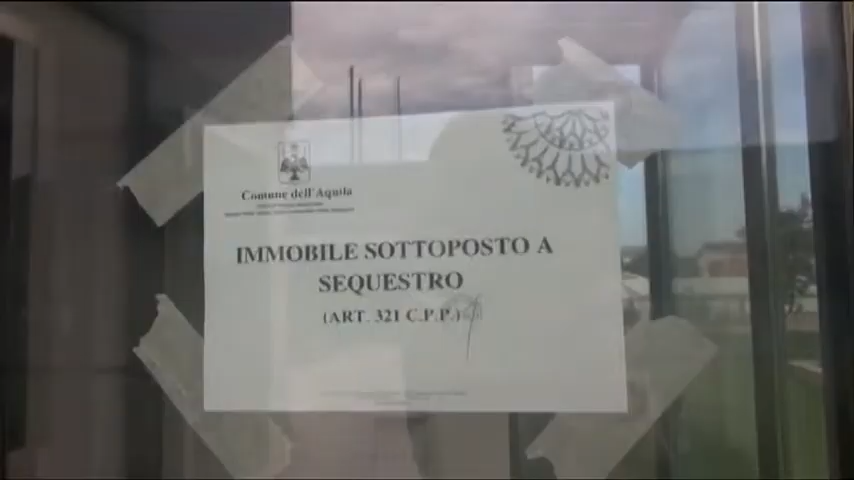 Comune dell'Aquila
IMMOBILE SOTTOPOSTO A
SEQUESTRO
(ART. 321 C.P.P.)